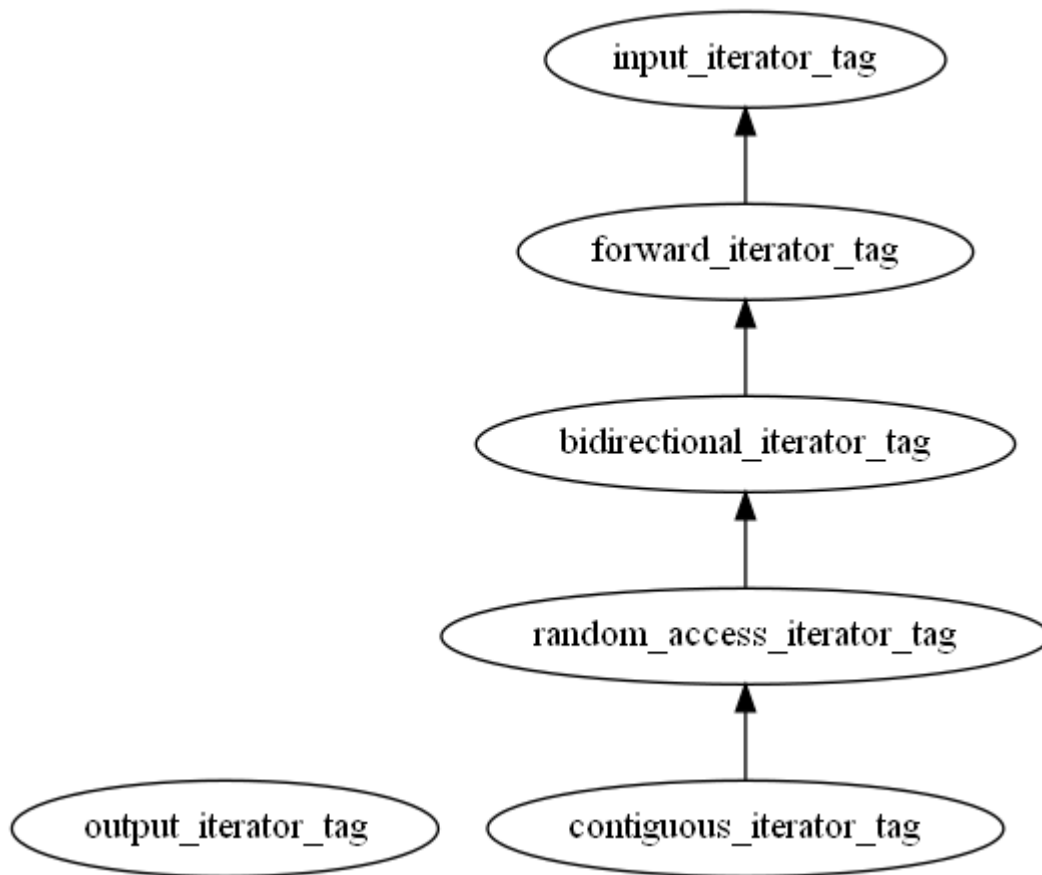 input_iterator_tag
forward_iterator_tag
bidirectional_iterator_tag
random_access_iterator_tag
output_iterator_tag
contiguous_iterator_tag